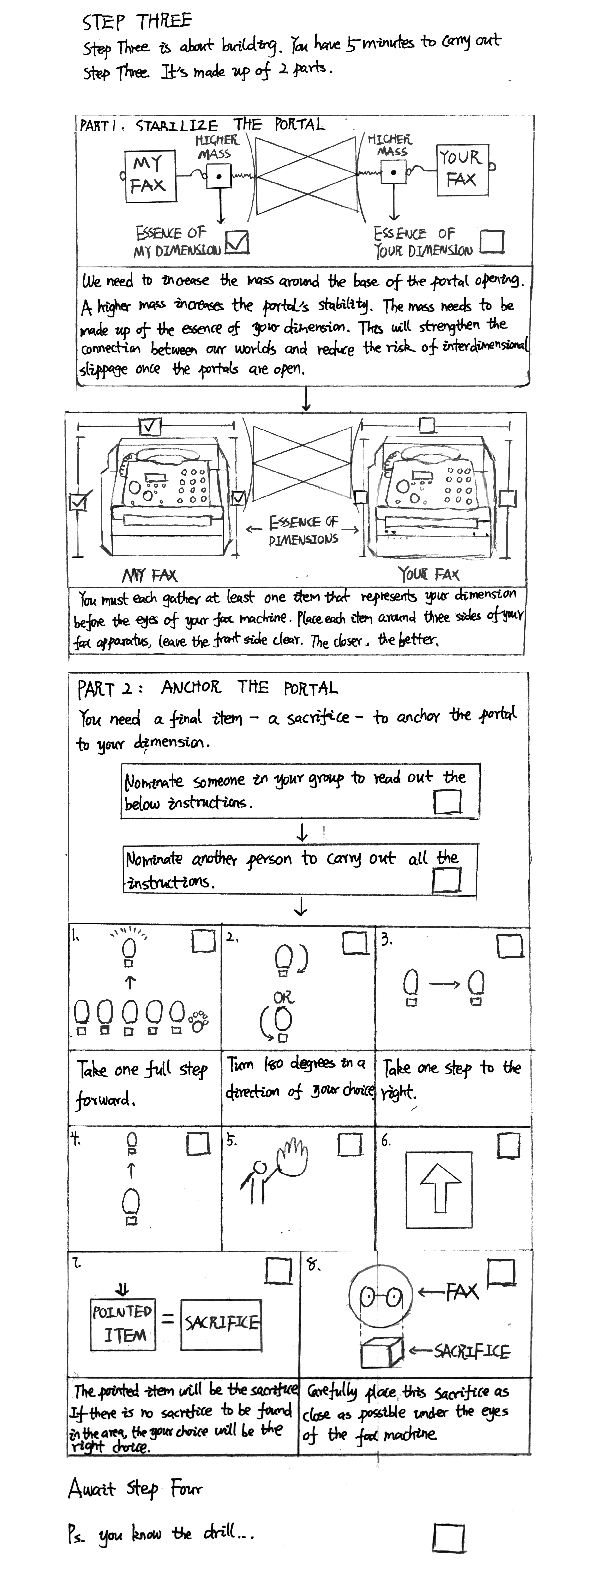 STEP THREE
Step Three is about building. You have 5 minutes to carry out
Step Three. It's made up of 2 parts.
PART 1. STABILIZE THE PORTAL
HIGHER
MASS
HIGHER
MASS
MY
FAX
YOUR
FAX
ESSENCE OF
MY DIMENSION
ESSENCE OF
YOUR DIMENSION
We need to increase the mass around the base of the portal opening.
A higher mass increases the portal's stability. The mass needs to be
made up of the essence of your dimension. This will strengthen the
connection between our worlds and reduce the risk of interdimensional
slippage once the portals are open.
ESSENCE OF
DIMENSIONS
MY FAX
YOUR FAX
You must each gather at least one item that represents your dimension
before the eyes of your fax machine. Place each item around three sides of your
fax apparatus, leave the front side clear. The closer, the better.
PART 2: ANCHOR THE PORTAL
You need a final item - a sacrifice - to anchor the portal
to your dimension.
Nominate someone in your group to read out the
below instructions.
Nominate another person to carry out all the
instructions.
1.
2.
OR
3.
Take one full step
forward.
Turn 180 degrees in a
direction of your choice
Take one step to the
right.
4.
5.
6.
7.
POINTED
ITEM
=
SACRIFICE
8.
FAX
SACRIFICE
The pointed item will be the sacrifice
If there is no sacrifice to be found
in the area, the your choice will be the
right choice.
Carefully place this sacrifice as
close as possible under the eyes
of the fax machine
Await Step Four
Ps. you know the drill...